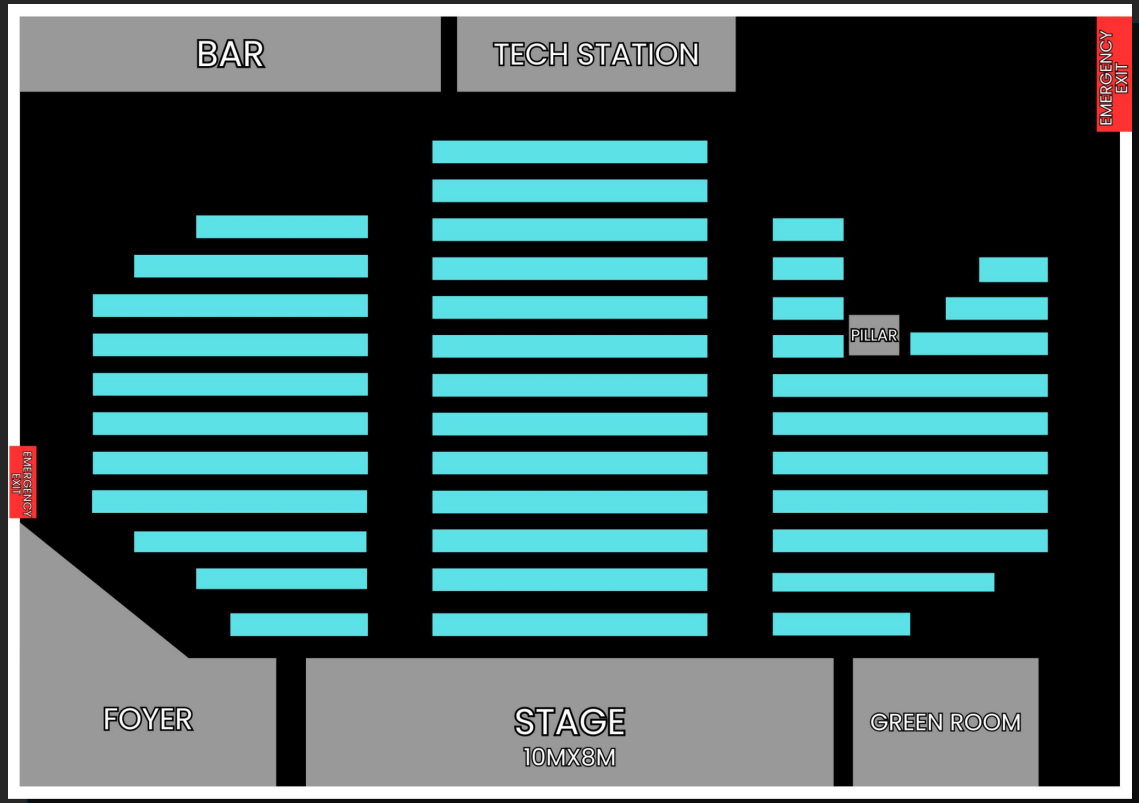 BAR
TECH STATION
EMERGENCY
EXIT
PILLAR
EMERGENCY
EXIT
FOYER
STAGE
10MX8M
GREEN ROOM